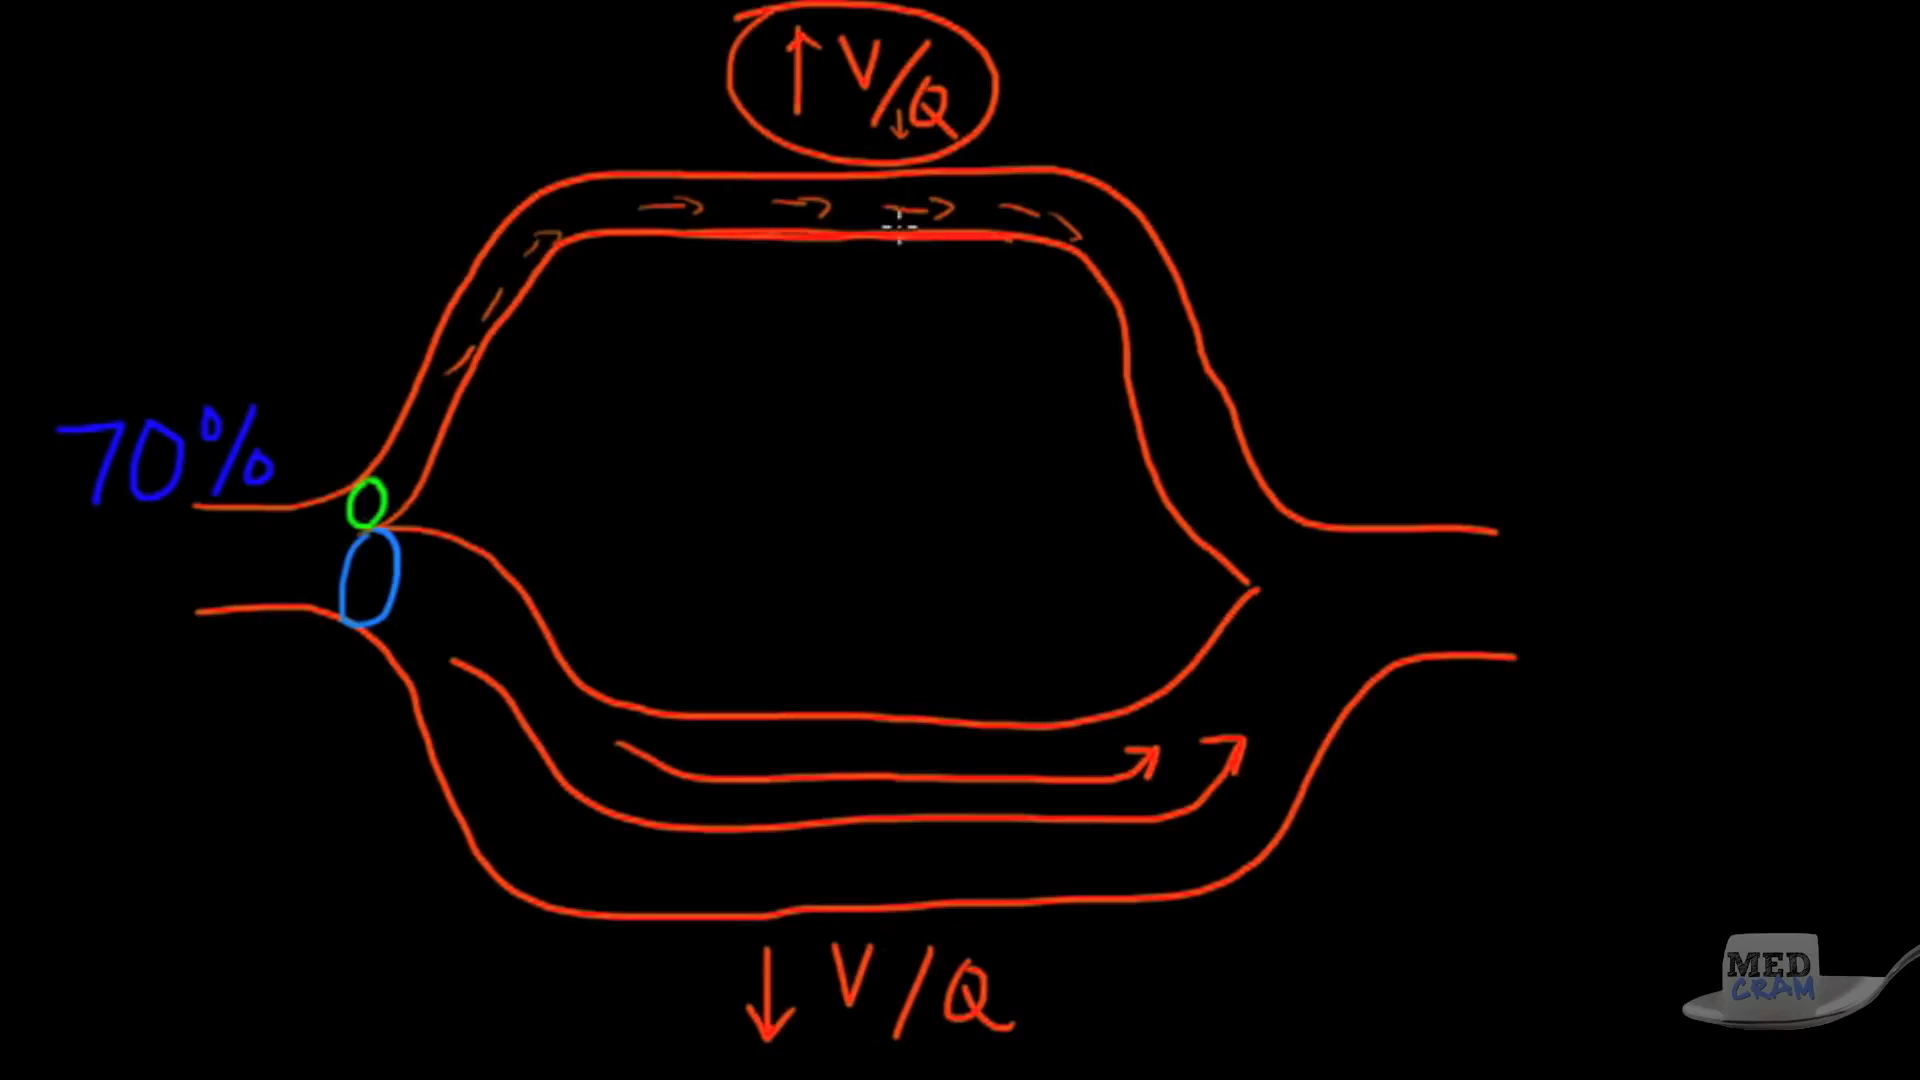 ↑ V/↓Q
70%
↓ V/Q
MED
CRAM